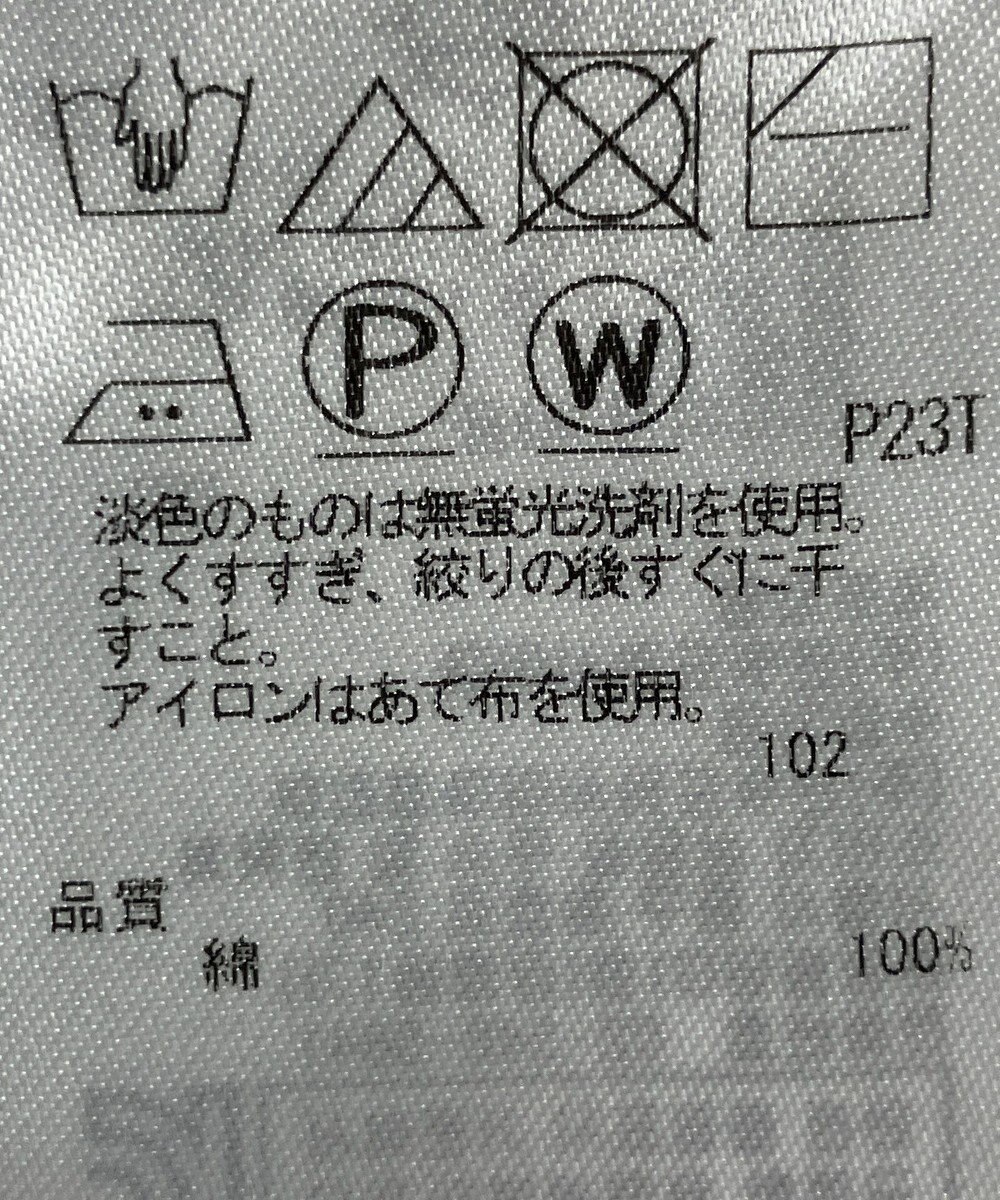 P
W
P23T
淡色のものは無蛍光洗剤を使用。
よくすすぎ、絞りの後すぐに干
すこと。
アイロンはあて布を使用。
102
品質
綿 100%